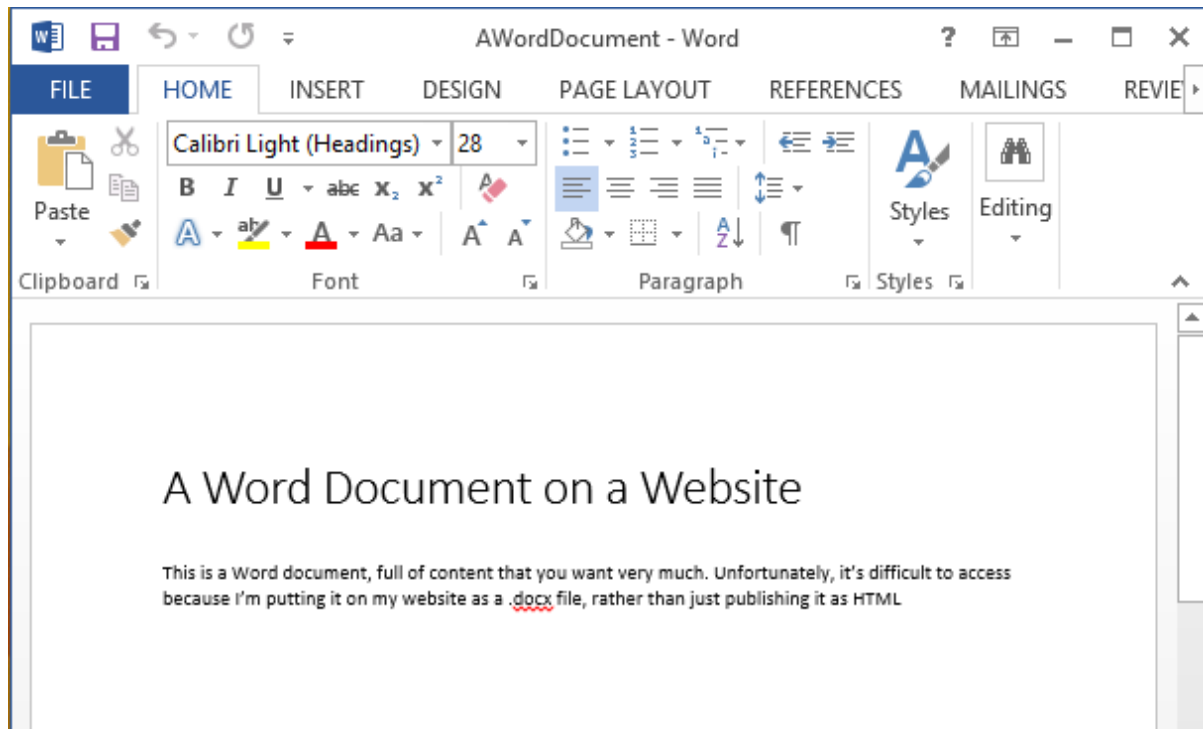 AWordDocument - Word
FILE HOME INSERT DESIGN PAGE LAYOUT REFERENCES MAILINGS REVIE
Calibri Light (Headings) 28
B I U abc X₂ X²
Paste Styles Editing
A aby A Aa A A
Clipboard Font Paragraph Styles
A Word Document on a Website
This is a Word document, full of content that you want very much. Unfortunately, it's difficult to access
because I'm putting it on my website as a .docx file, rather than just publishing it as HTML